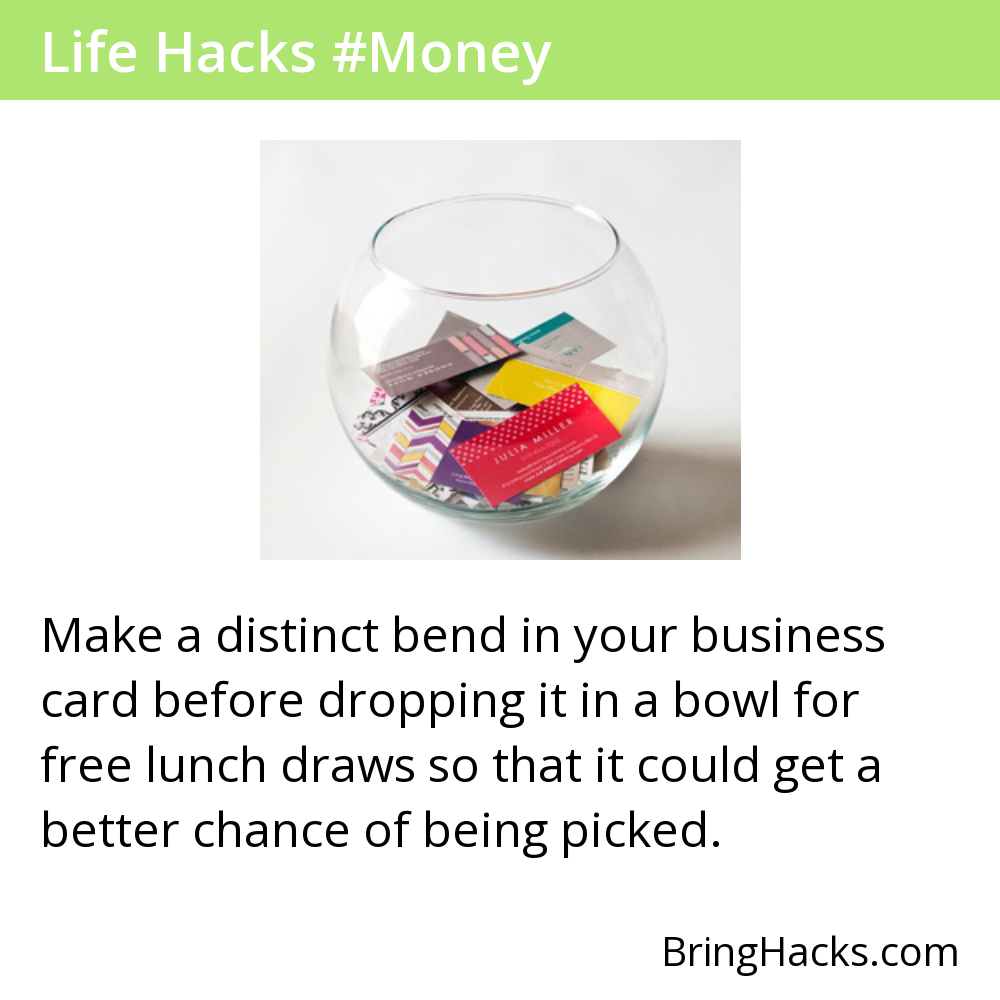 Life Hacks #Money
JULIA MILLER
Make a distinct bend in your business
card before dropping it in a bowl for
free lunch draws so that it could get a
better chance of being picked.
BringHacks.com